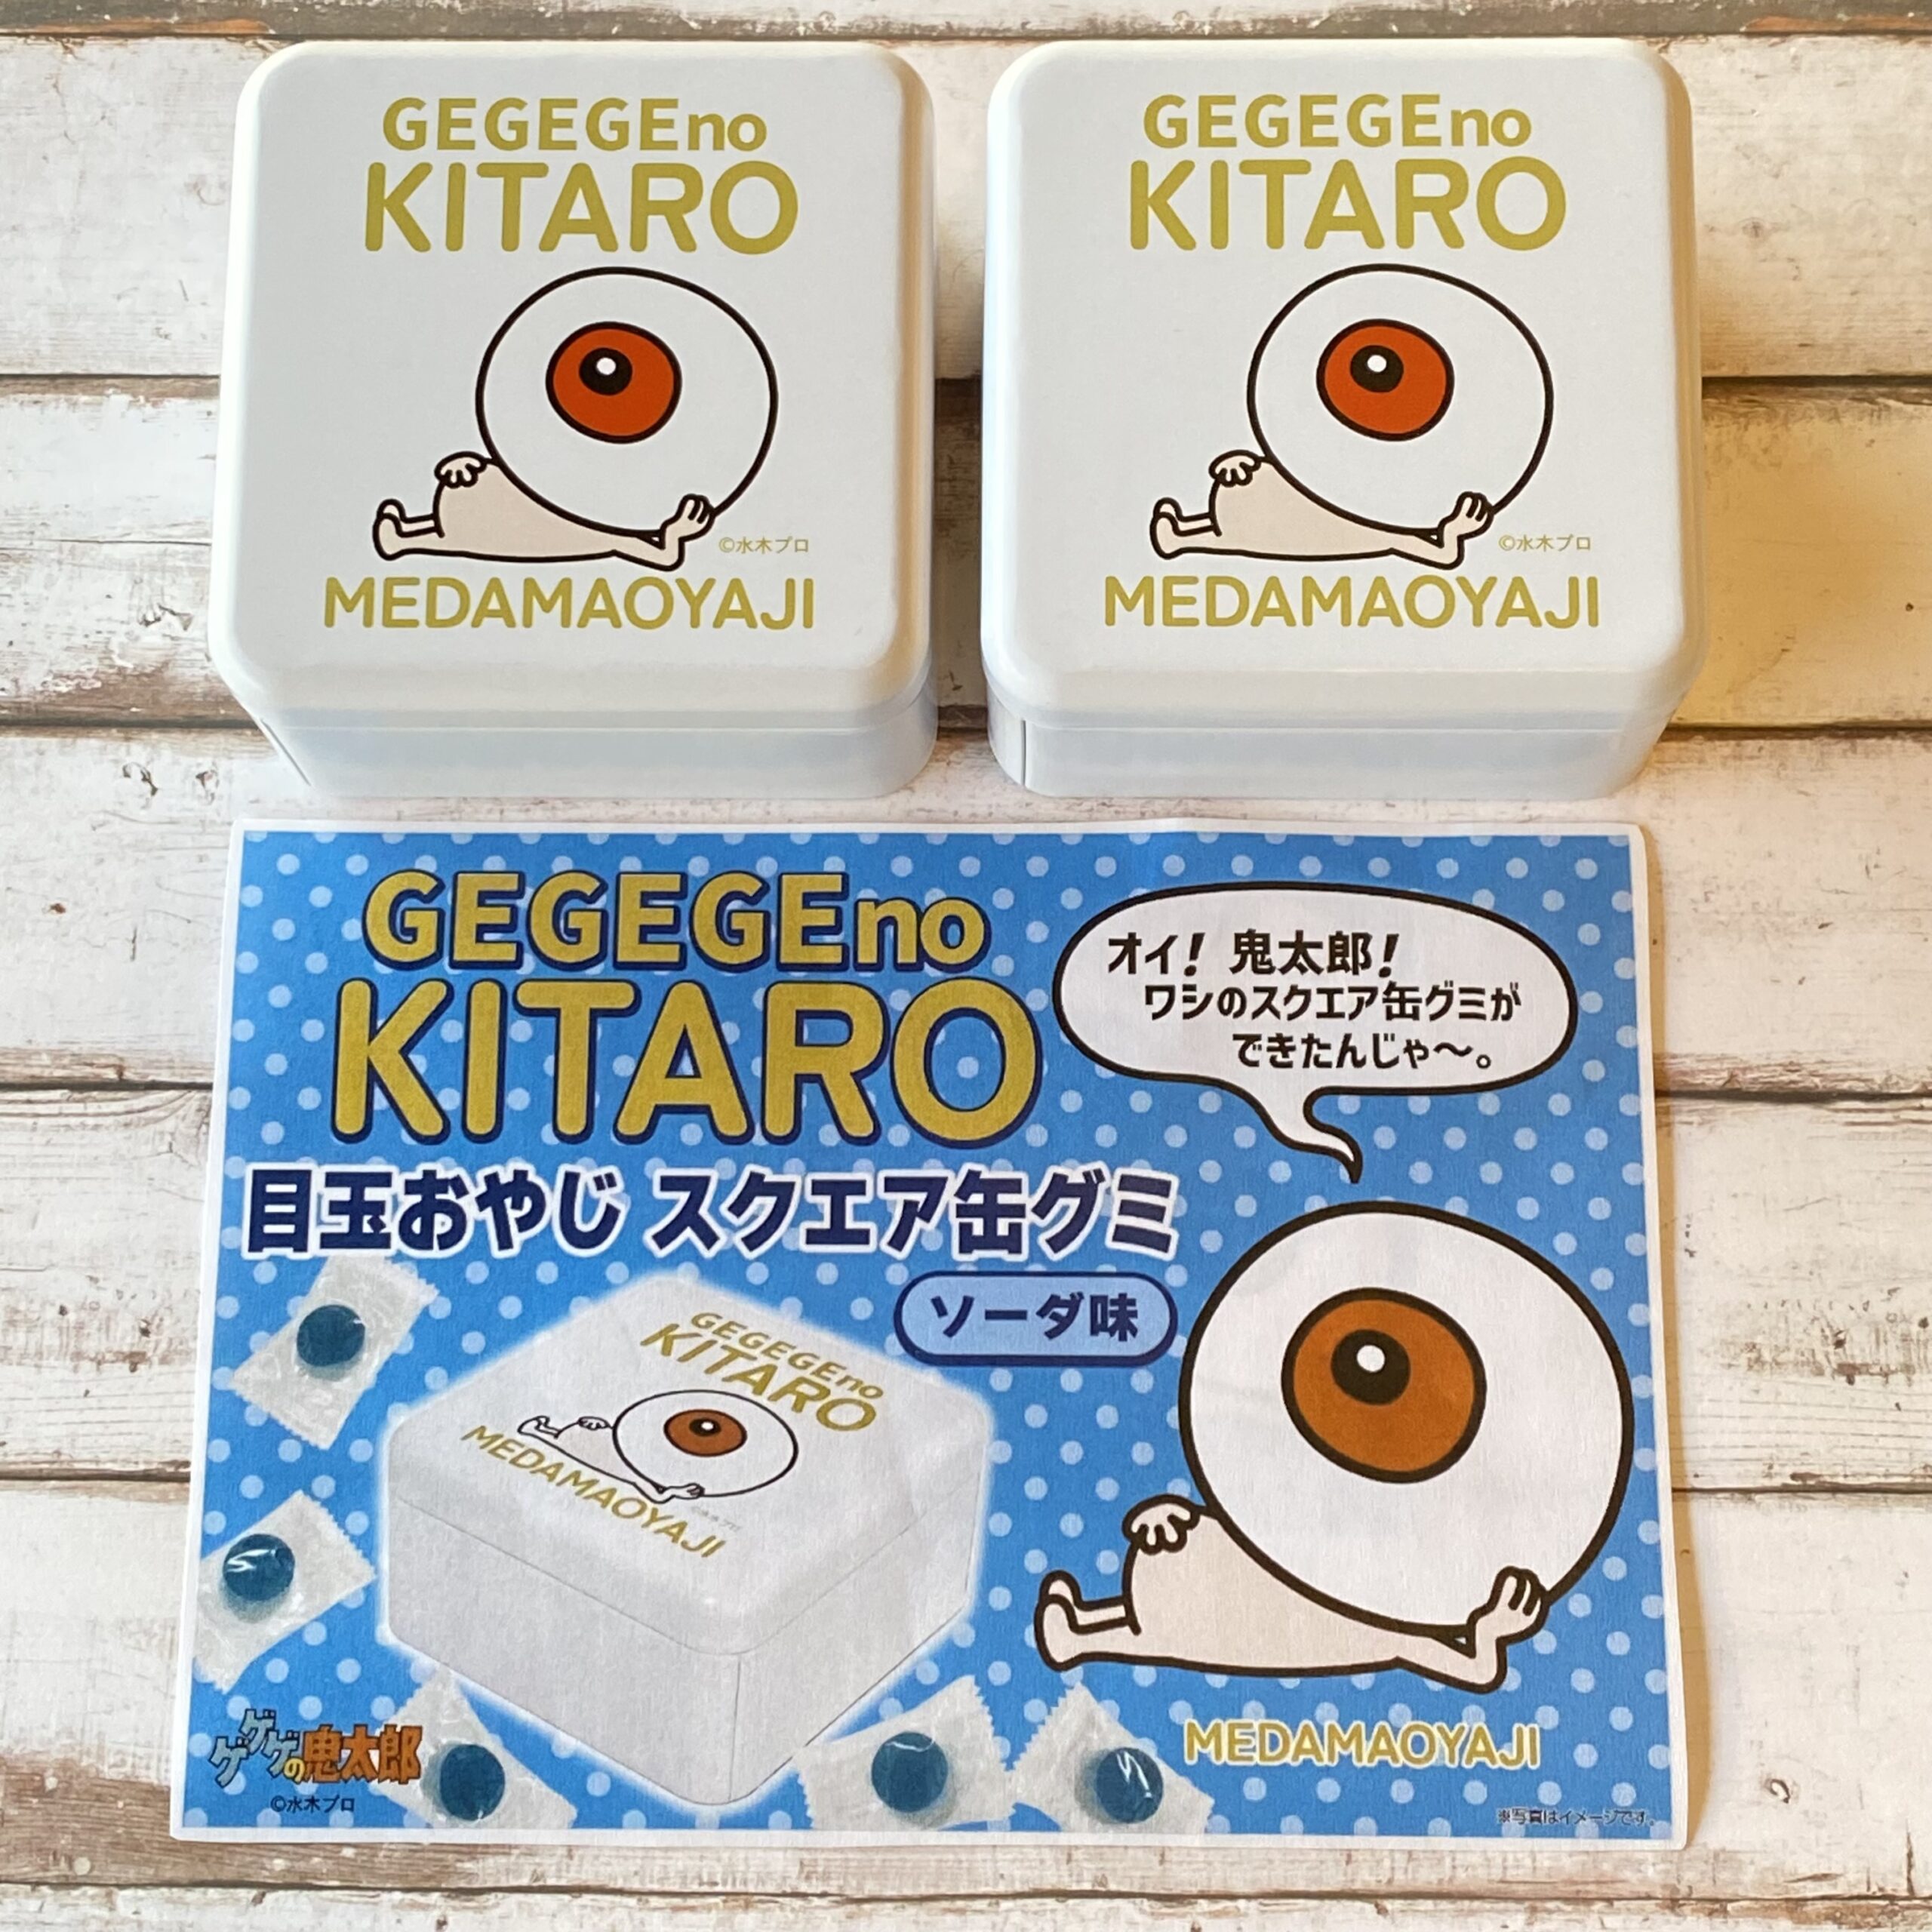 GEGEGEno
KITARO
©水木プロ
MEDAMAOYAJI
GEGEGEno
KITARO
©水木プロ
MEDAMAOYAJI
GEGEGEno
KITARO
オイ！ 鬼太郎！
ワシのスクエア缶グミが
できたんじゃ〜。
目玉おやじ スクエア缶グミ
ソーダ味
GEGEGEno
KITARO
MEDAMAOYAJI
ゲゲゲの鬼太郎
©水木プロ
MEDAMAOYAJI
※写真はイメージです。